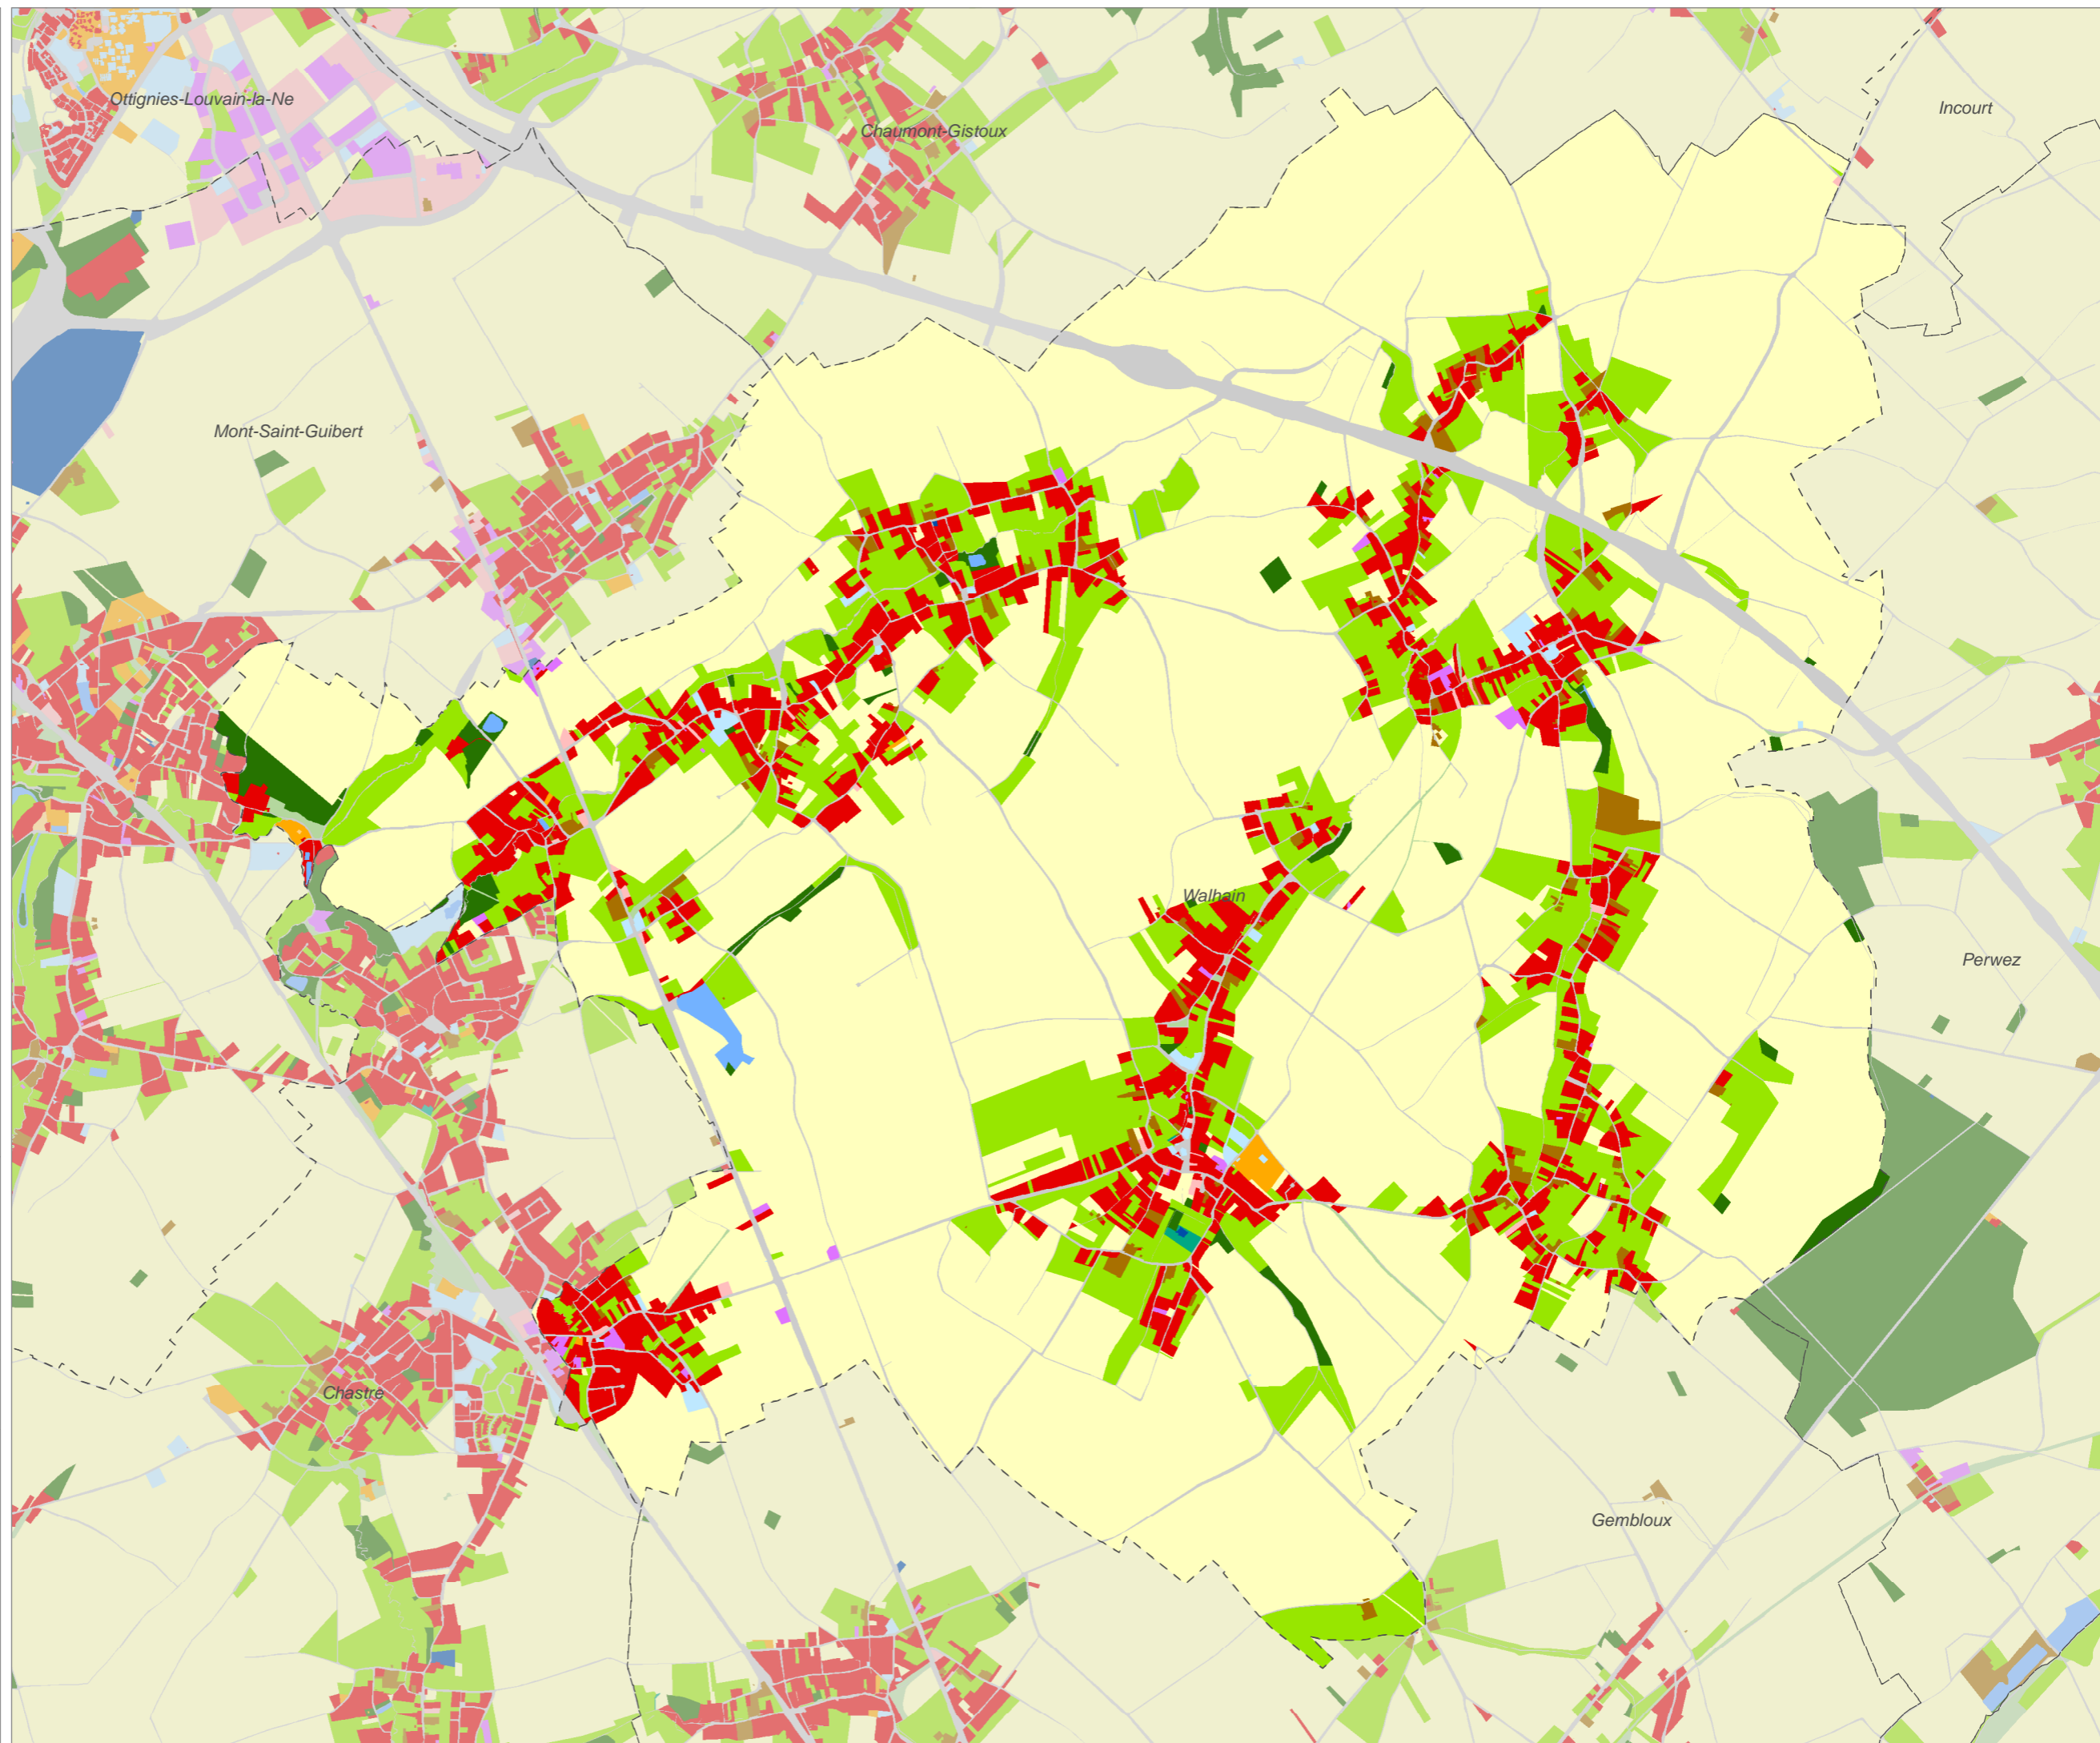 Ottignies-Louvain-la-Ne
Chaumont-Gistoux
Incourt
Mont-Saint-Guibert
Walhain
Perwez
Chastre
Gembloux